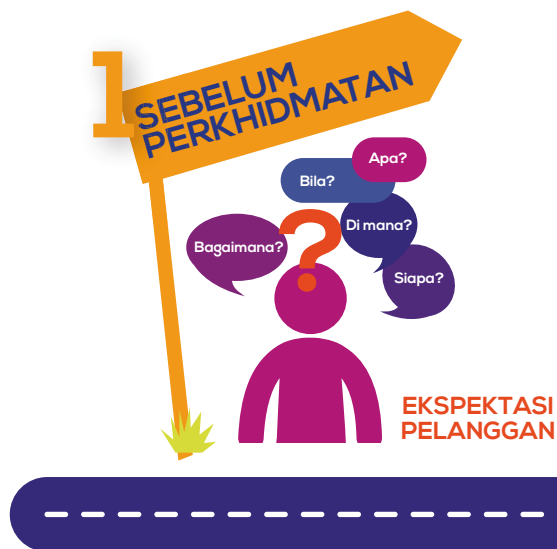 1
SEBELUM
PERKHIDMATAN
Apa?
Bila?
Di mana?
Bagaimana?
Siapa?
?
EKSPEKTASI
PELANGGAN